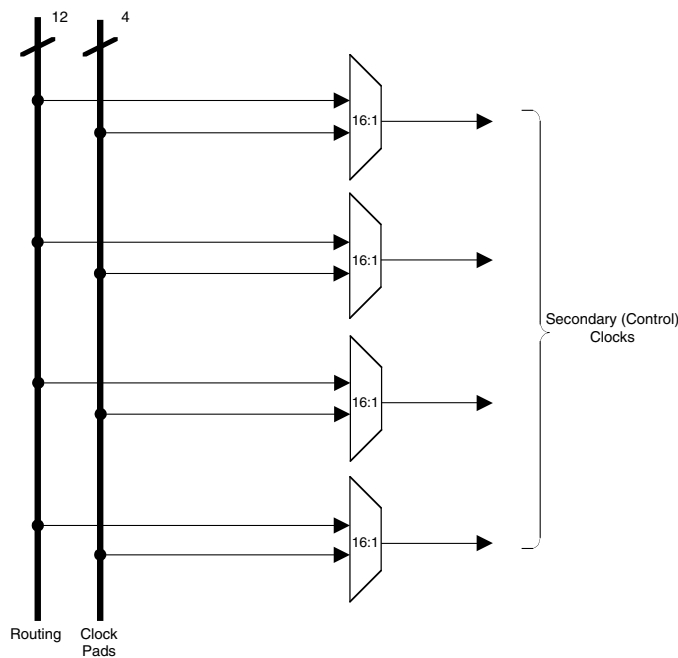 12
4
16:1
16:1
Secondary (Control)
Clocks
16:1
16:1
Routing
Clock
Pads